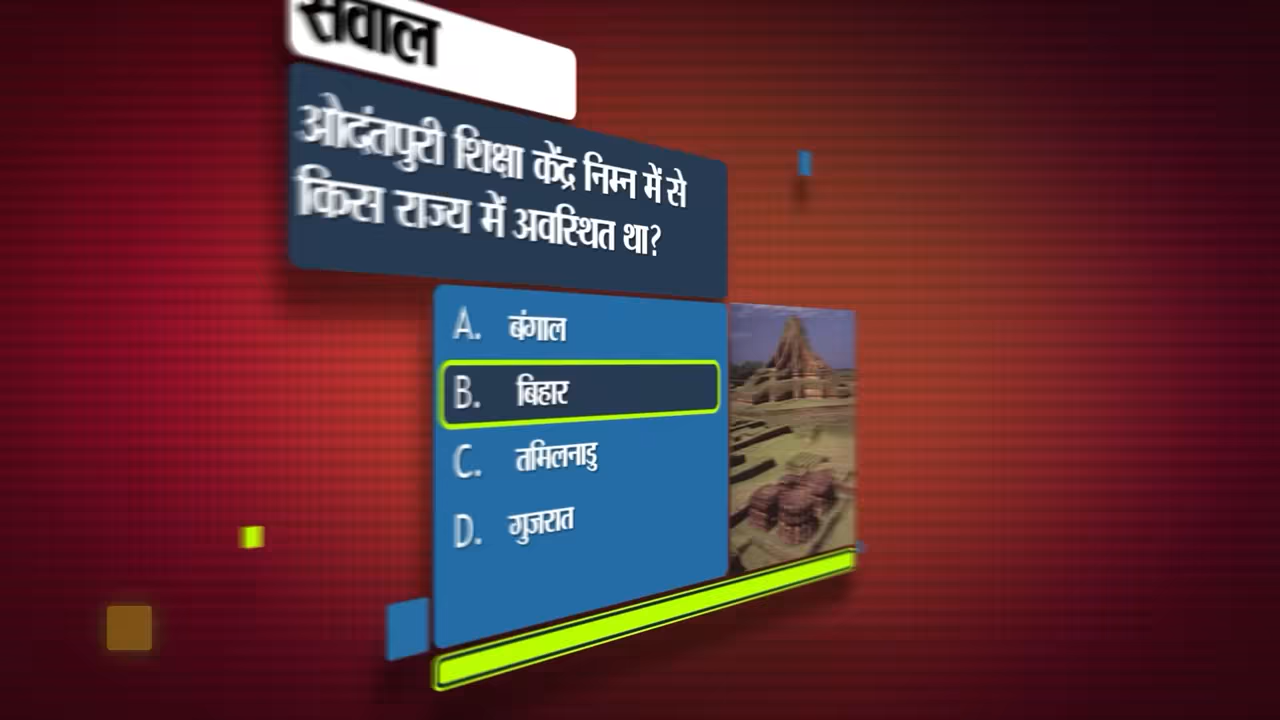 सवाल
ओदंतपुरी शिक्षा केंद्र निम्न में से
किस राज्य में अवस्थित था?
A. बंगाल
B. बिहार
C. तमिलनाडु
D. गुजरात